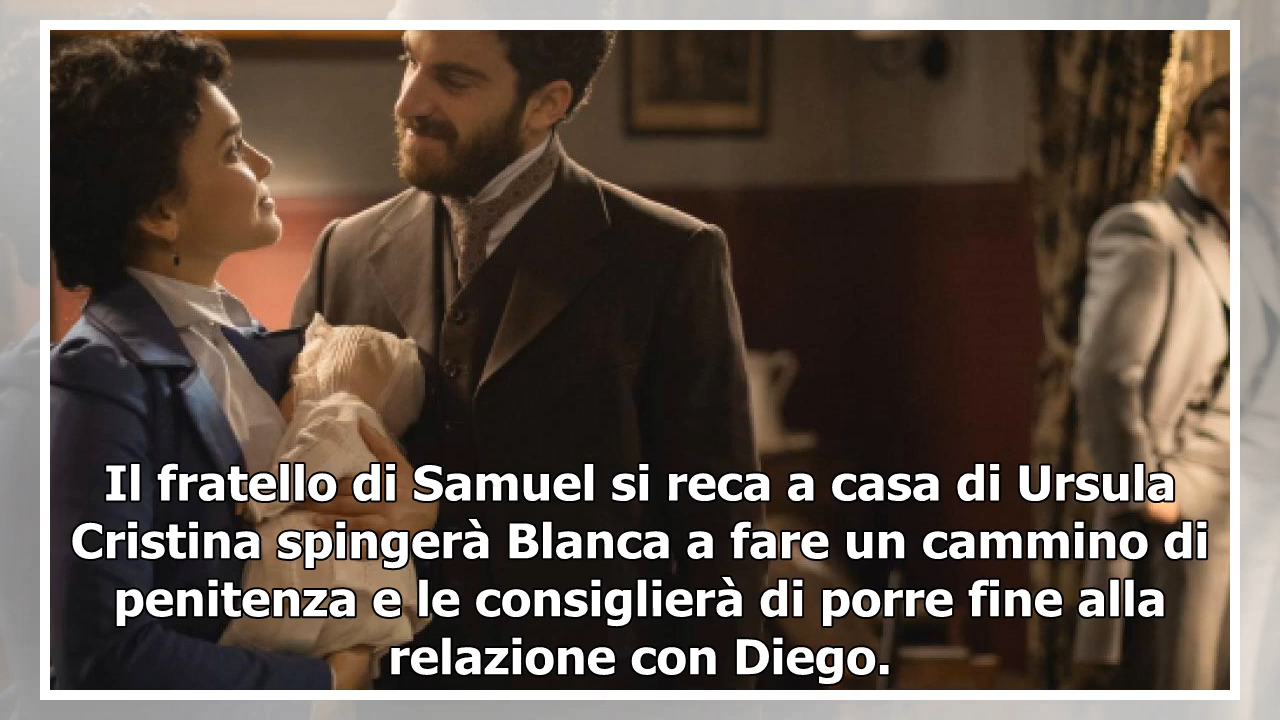 Il fratello di Samuel si reca a casa di Ursula
Cristina spingerà Blanca a fare un cammino di
penitenza e le consiglierà di porre fine alla
relazione con Diego.